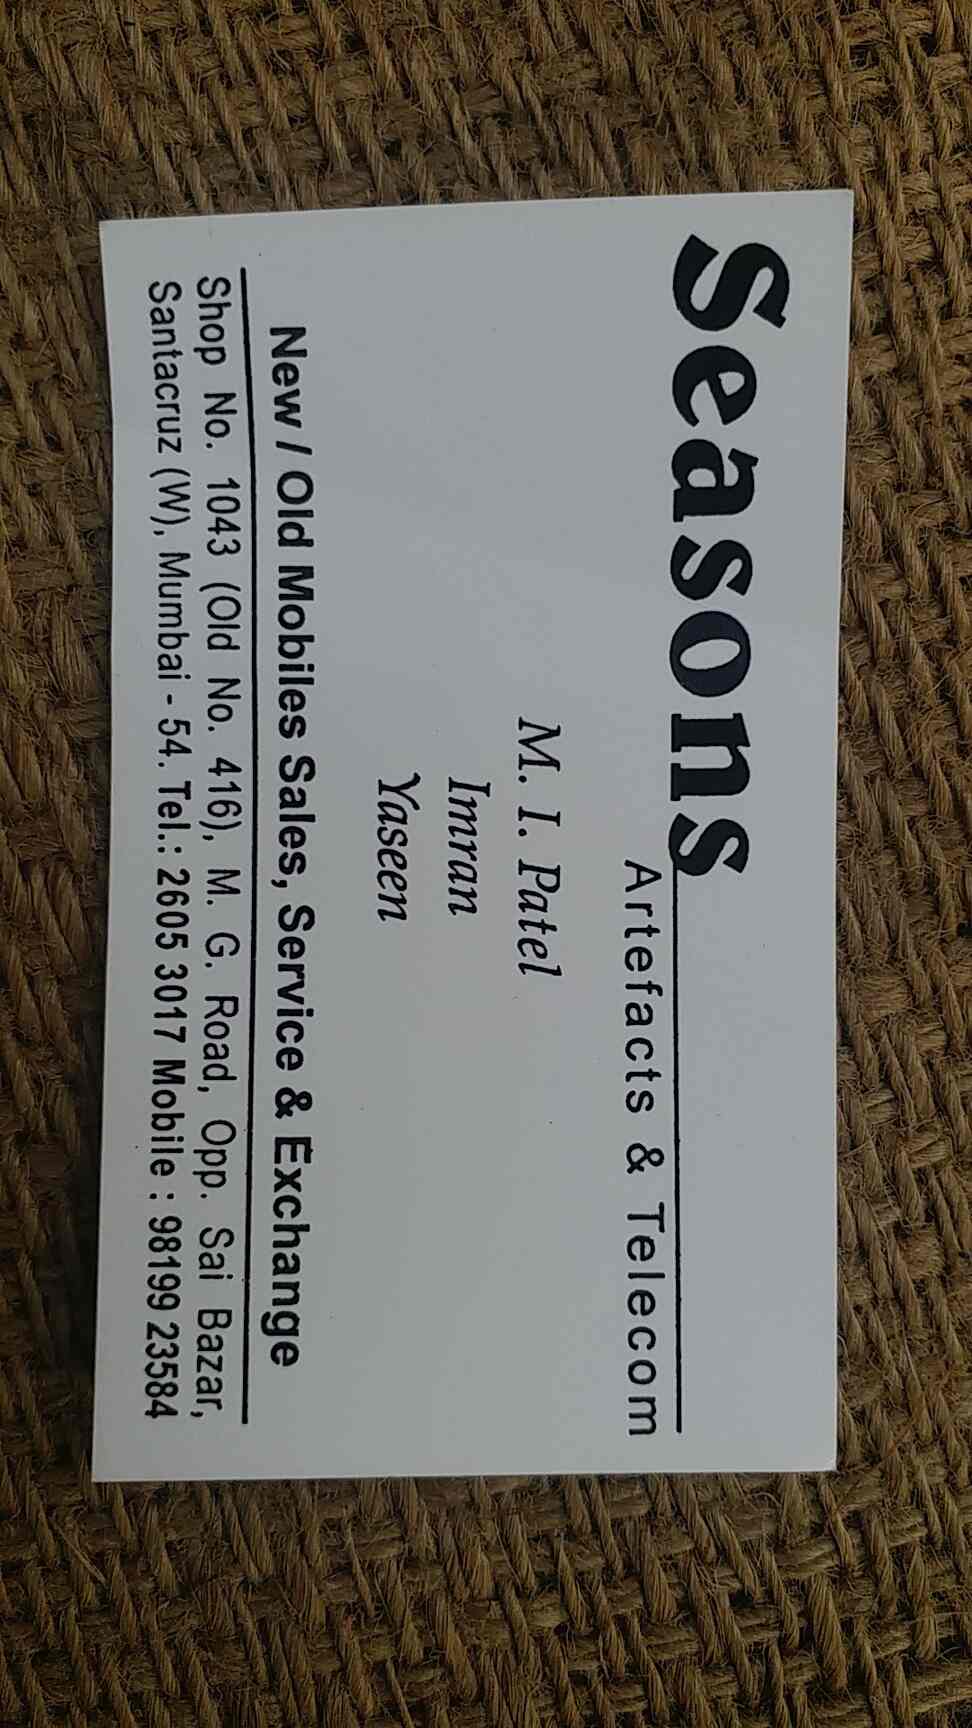 Seasons
Artefacts & Telecom
M. I. Patel
Imran
Yaseen
New / Old Mobiles Sales, Service & Exchange
Shop No. 1043 (Old No. 416), M. G. Road, Opp. Sai Bazar,
Santacruz (W), Mumbai - 54. Tel.: 2605 3017 Mobile : 98199 23584